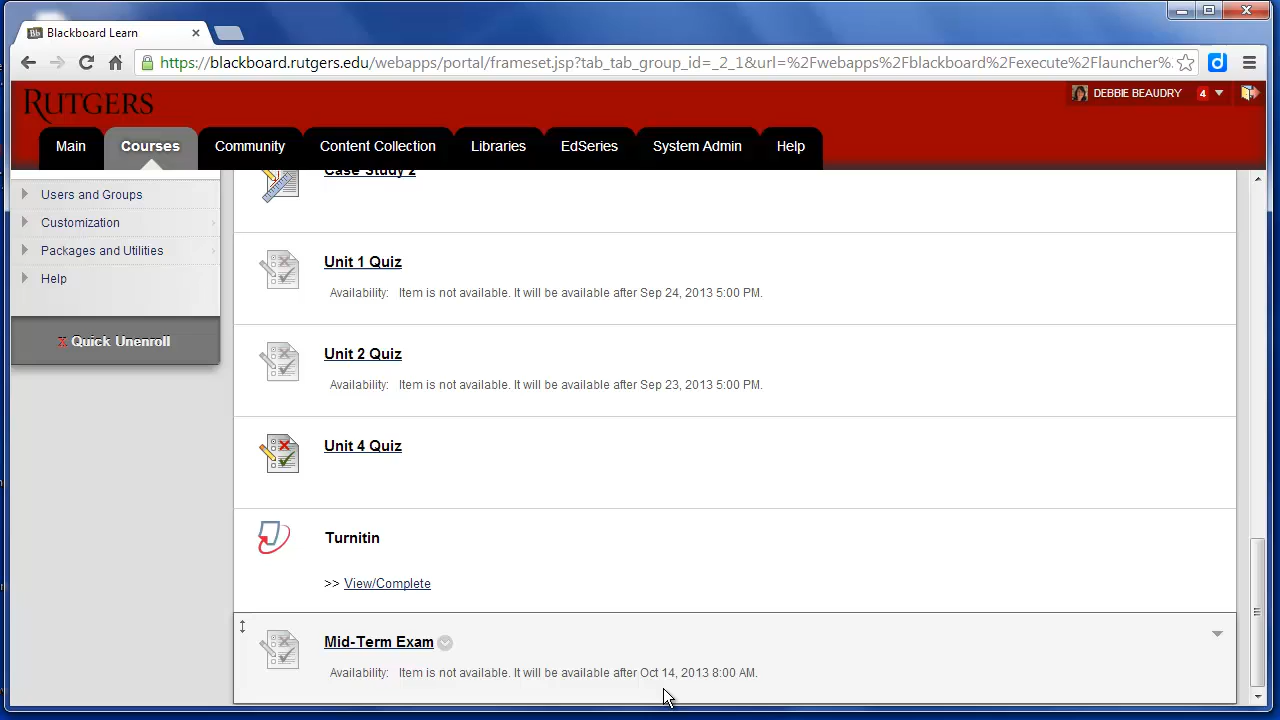 Blackboard Learn
https://blackboard.rutgers.edu/webapps/portal/frameset.jsp?tab_tab_group_id=_2_1&url=%2Fwebapps%2Fblackboard%2Fexecute%2Flauncher%.
RUTGERS
DEBBIE BEAUDRY 4
Main Courses Community Content Collection Libraries EdSeries System Admin Help
Users and Groups
Customization
Packages and Utilities
Help
X Quick Unenroll
Case Study 2
Unit 1 Quiz
Availability: Item is not available. It will be available after Sep 24, 2013 5:00 PM.
Unit 2 Quiz
Availability: Item is not available. It will be available after Sep 23, 2013 5:00 PM.
Unit 4 Quiz
Turnitin
>> View/Complete
Mid-Term Exam
Availability: Item is not available. It will be available after Oct 14, 2013 8:00 AM.